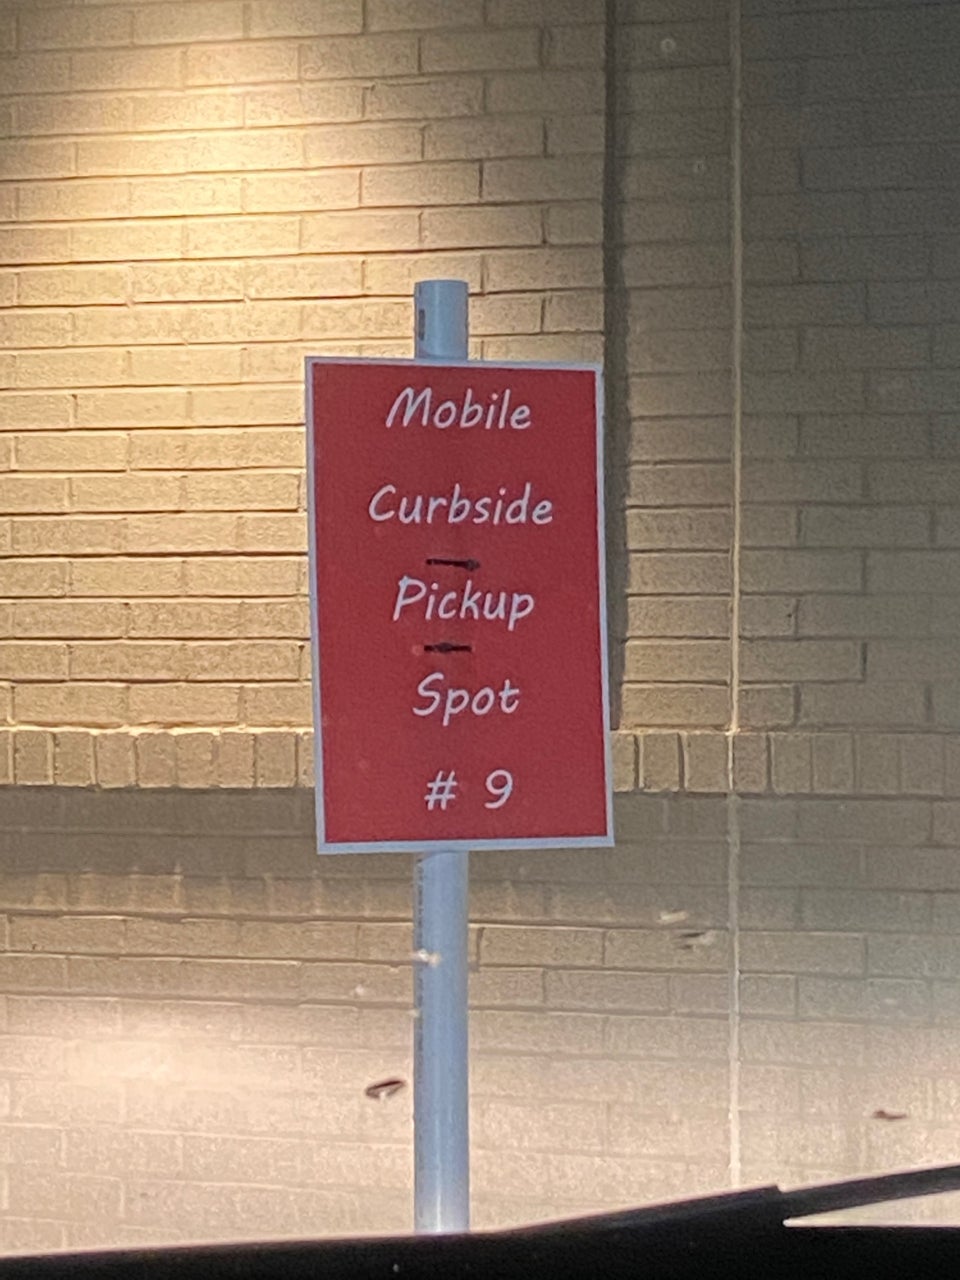 Mobile
Curbside
Pickup
Spot
# 9